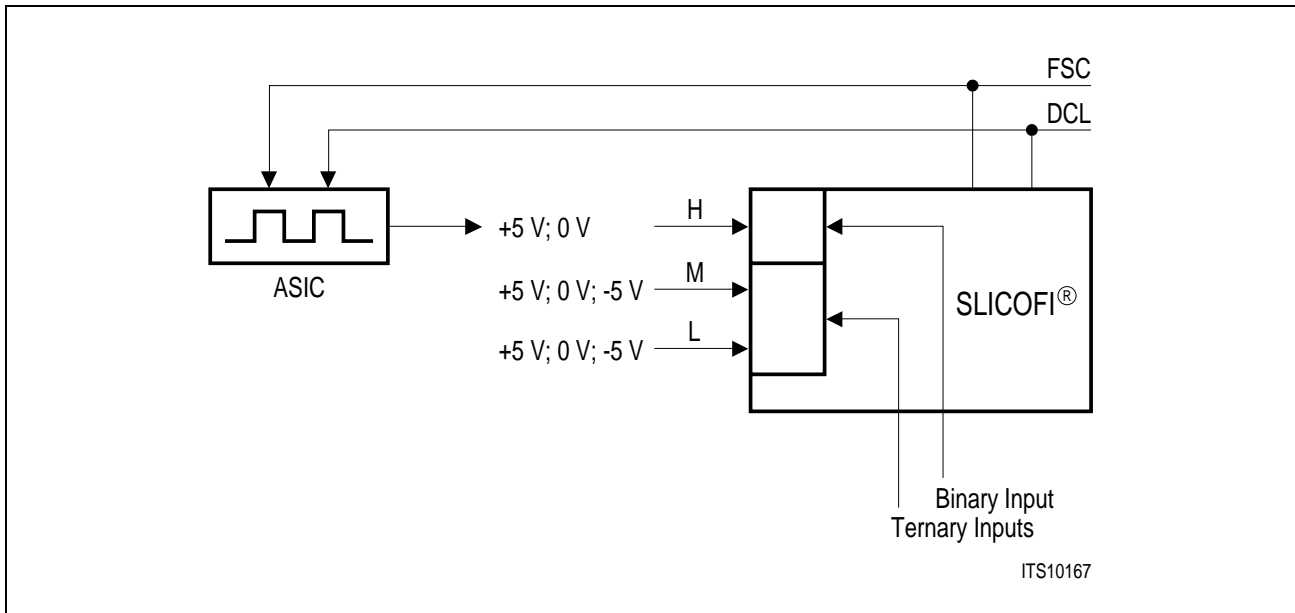 FSC
DCL
+5 V; 0 V
H
ASIC
+5 V; 0 V; -5 V
M
SLICOFI®
+5 V; 0 V; -5 V
L
Binary Input
Ternary Inputs
ITS10167